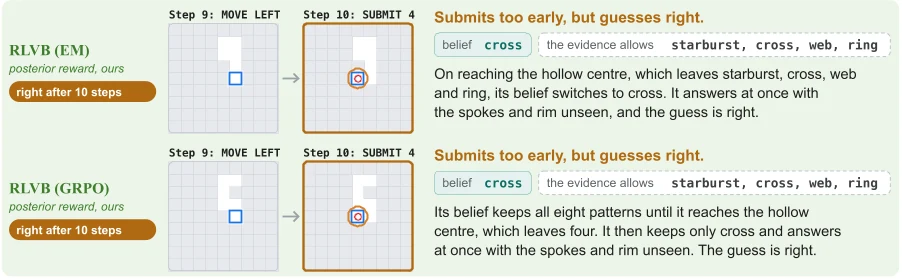 Step 9: MOVE LEFT
Step 10: SUBMIT 4
Submits too early, but guesses right.
RLVB (EM)
posterior reward, ours
right after 10 steps
belief cross
the evidence allows starburst, cross, web, ring
On reaching the hollow centre, which leaves starburst, cross, web
and ring, its belief switches to cross. It answers at once with
the spokes and rim unseen, and the guess is right.
Step 9: MOVE LEFT
Step 10: SUBMIT 4
Submits too early, but guesses right.
RLVB (GRPO)
posterior reward, ours
right after 10 steps
belief cross
the evidence allows starburst, cross, web, ring
Its belief keeps all eight patterns until it reaches the hollow
centre, which leaves four. It then keeps only cross and answers
at once with the spokes and rim unseen. The guess is right.